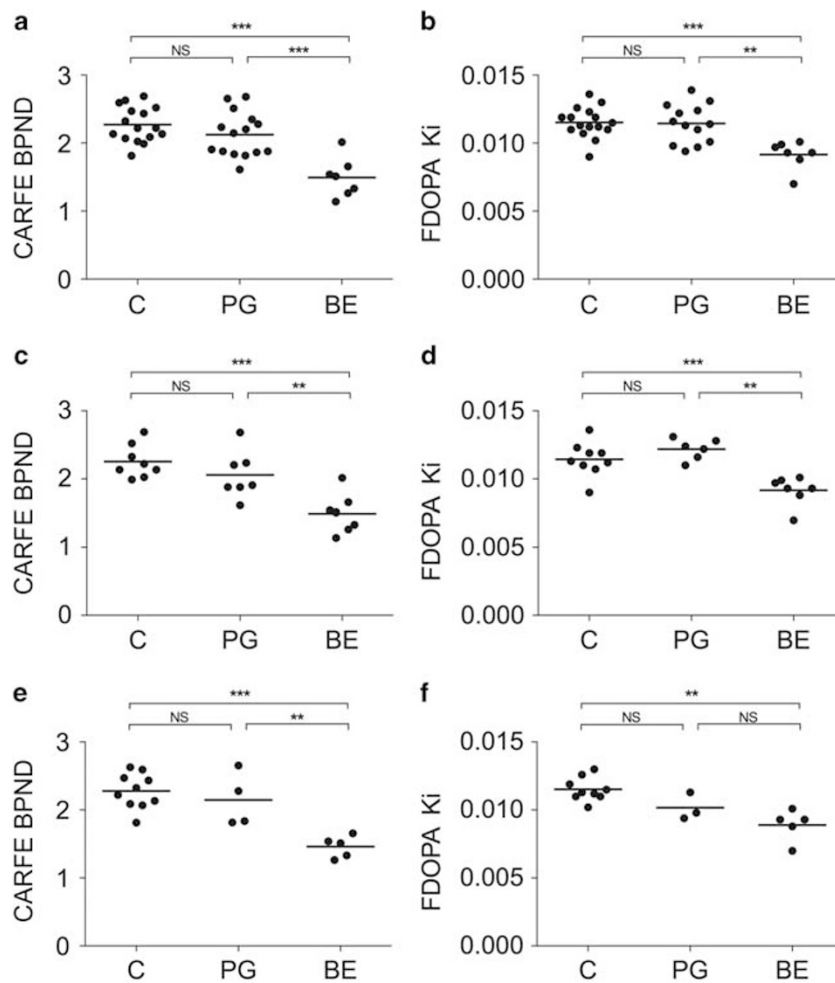 a
***
NS
***
3
2
1
0
CARFE BPND
C PG BE
b
***
NS
**
0.015
0.010
0.005
0.000
FDOPA Ki
C PG BE
c
***
NS
**
3
2
1
0
CARFE BPND
C PG BE
d
***
NS
**
0.015
0.010
0.005
0.000
FDOPA Ki
C PG BE
e
***
NS
**
3
2
1
0
CARFE BPND
C PG BE
f
**
NS
NS
0.015
0.010
0.005
0.000
FDOPA Ki
C PG BE